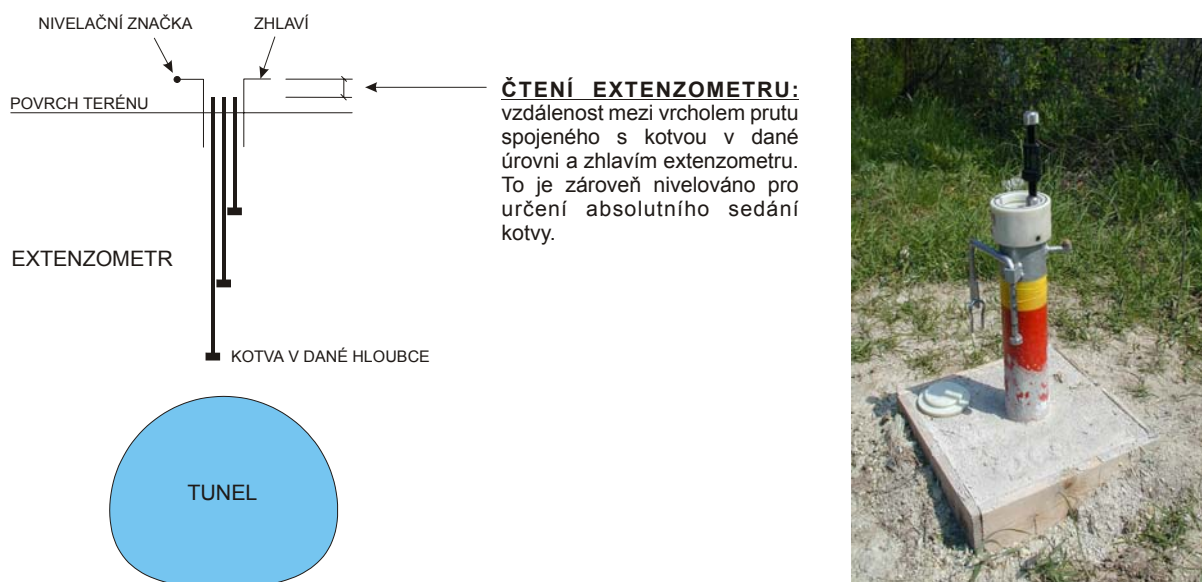 NIVELAČNÍ ZNAČKA
ZHLAVÍ
POVRCH TERÉNU
ČTENÍ EXTENZOMETRU:
vzdálenost mezi vrcholem prutu
spojeného s kotvou v dané
úrovni a zhlavím extenzometru.
To je zároveň nivelováno pro
určení absolutního sedání
kotvy.
EXTENZOMETR
KOTVA V DANÉ HLOUBCE
TUNEL